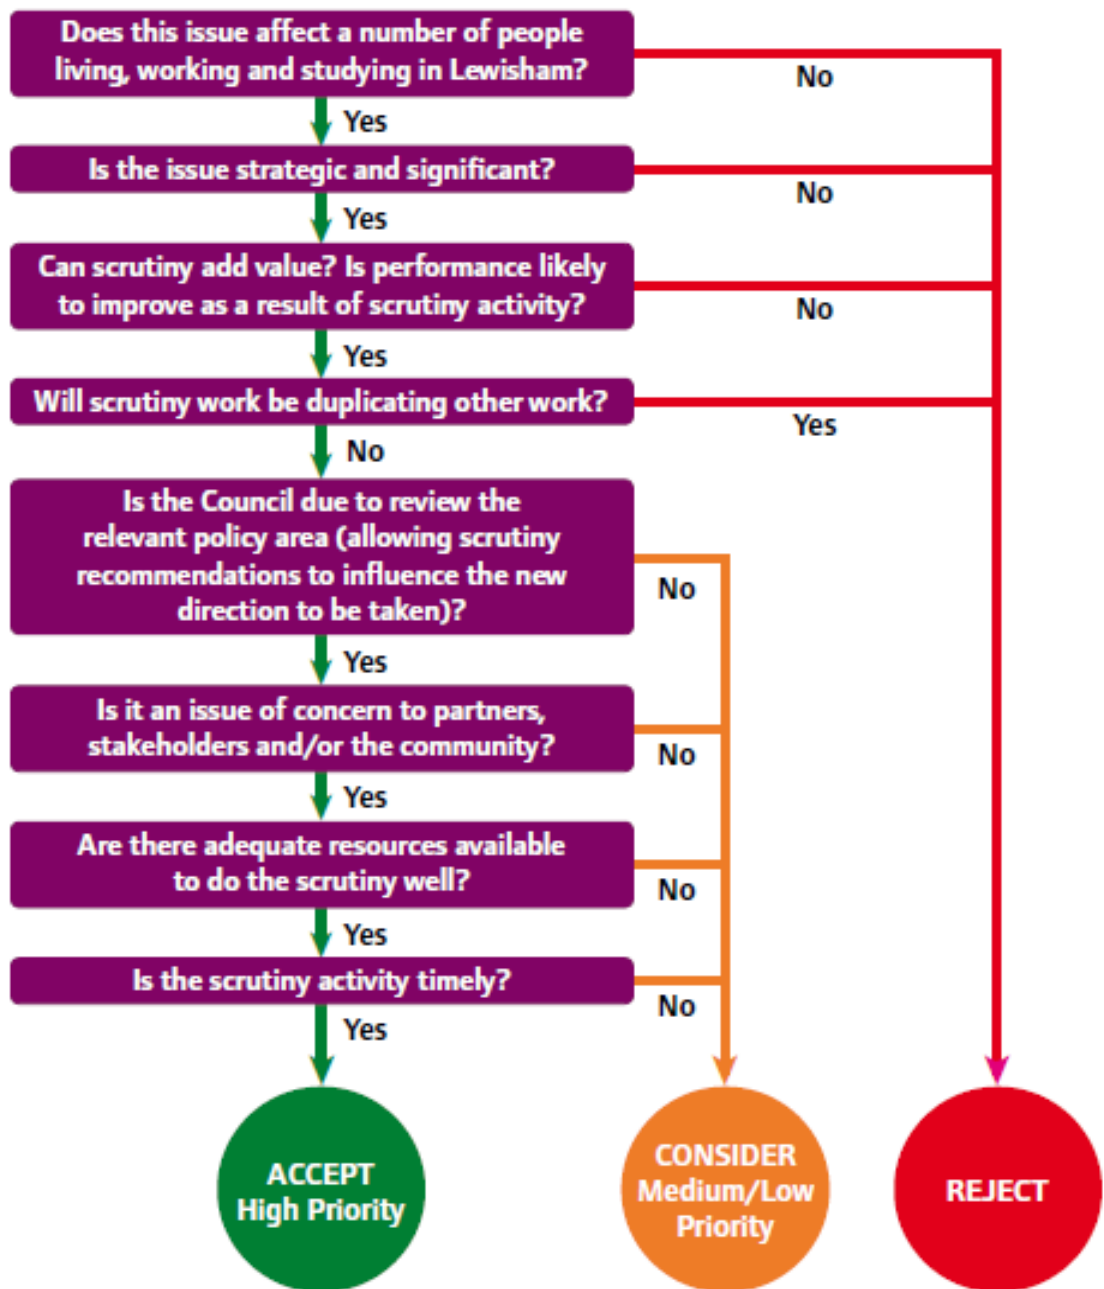 Does this issue affect a number of people
living, working and studying in Lewisham?
No
Yes
Is the issue strategic and significant?
No
Yes
Can scrutiny add value? Is performance likely
to improve as a result of scrutiny activity?
No
Yes
Will scrutiny work be duplicating other work?
Yes
No
Is the Council due to review the
relevant policy area (allowing scrutiny
recommendations to influence the new
direction to be taken)?
No
Yes
Is it an issue of concern to partners,
stakeholders and/or the community?
No
Yes
Are there adequate resources available
to do the scrutiny well?
No
Yes
Is the scrutiny activity timely?
No
Yes
ACCEPT
High Priority
CONSIDER
Medium/Low
Priority
REJECT